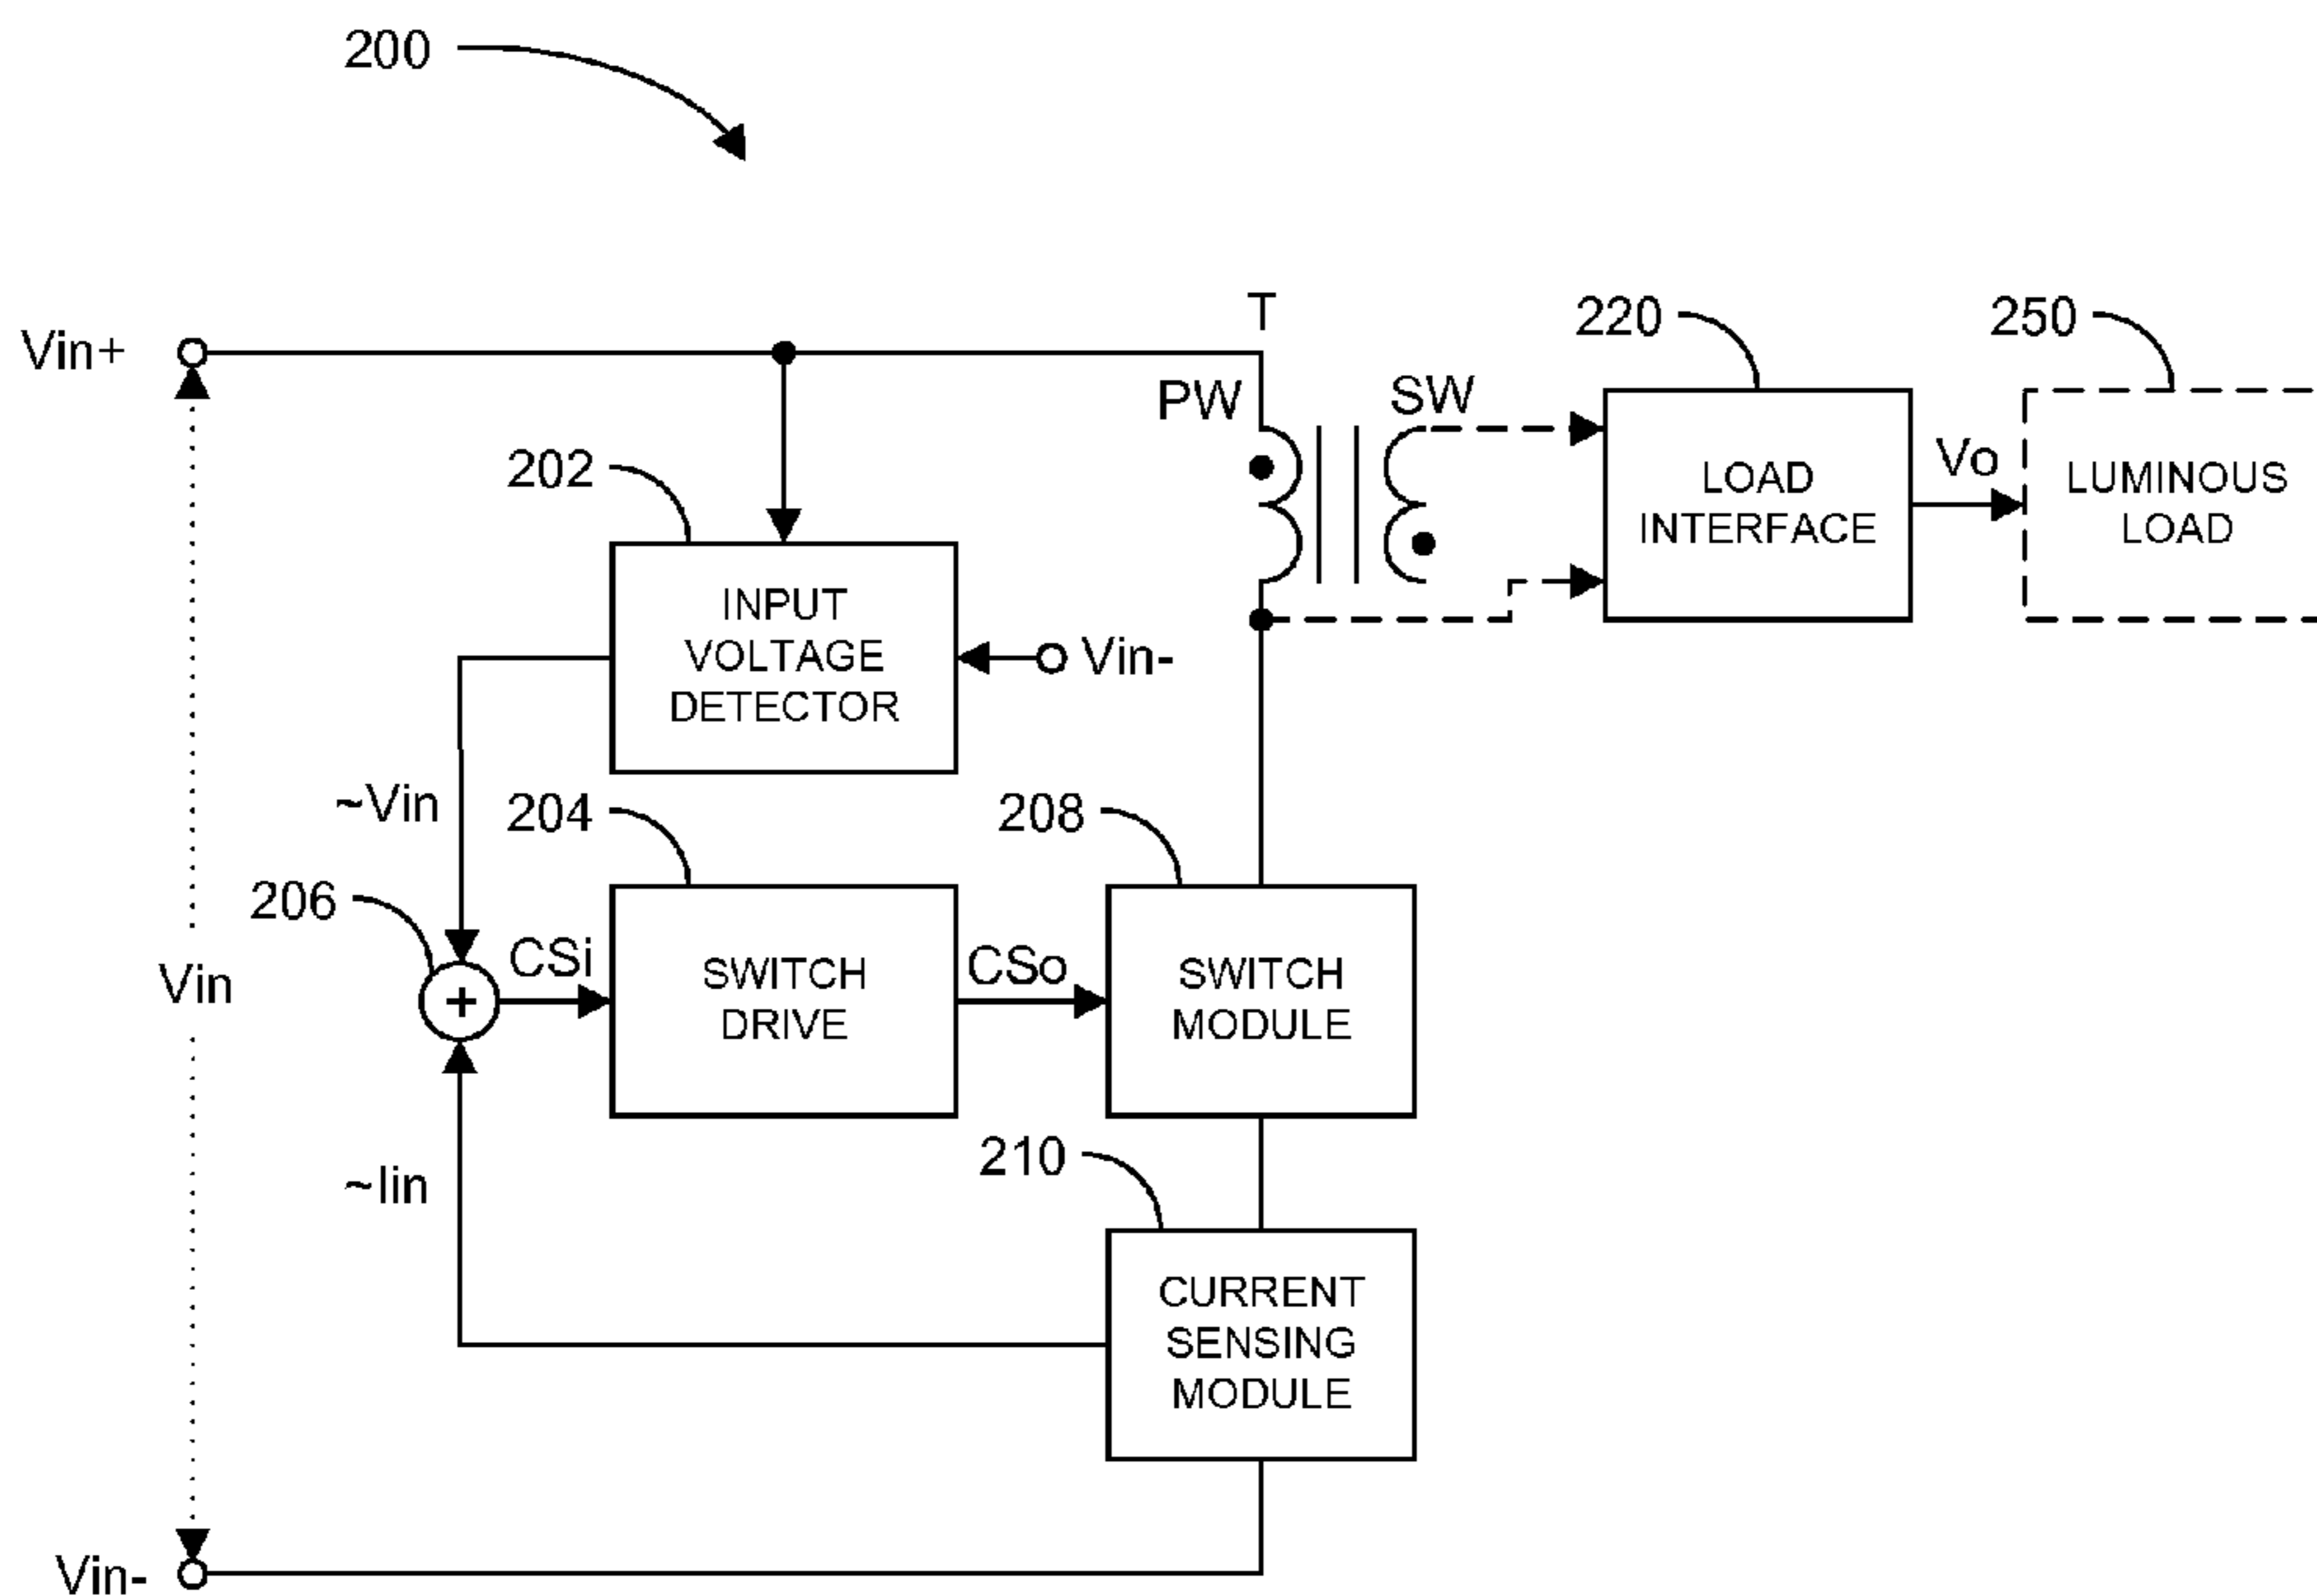 200
T
Vin+
220
250
PW
SW
202
Vo
LOAD
INTERFACE
LUMINOUS
LOAD
INPUT
VOLTAGE
DETECTOR
Vin-
~Vin
204
208
206
CSi
CSo
Vin
+
SWITCH
DRIVE
SWITCH
MODULE
210
~Iin
CURRENT
SENSING
MODULE
Vin-